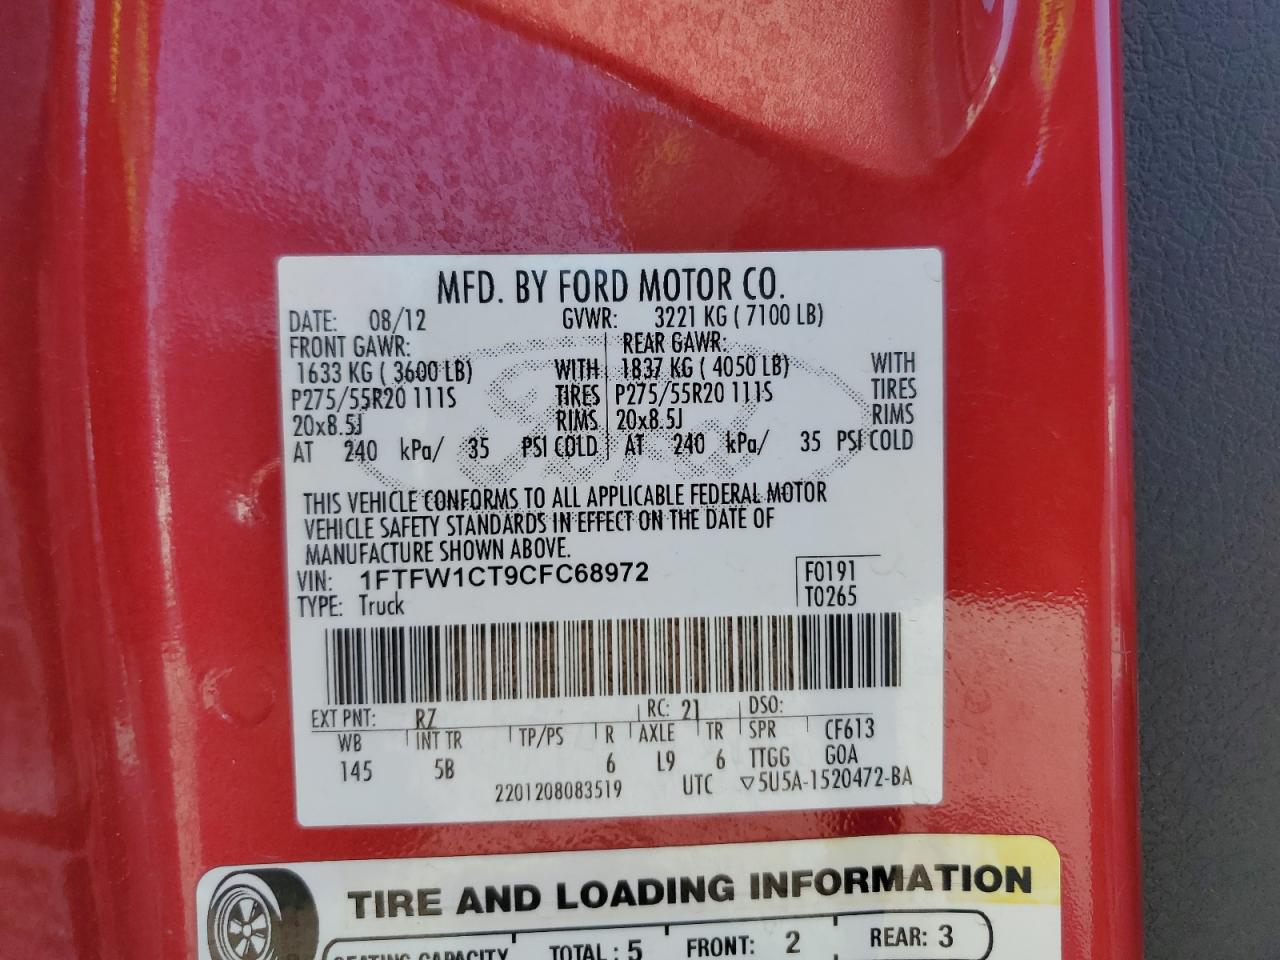 MFD. BY FORD MOTOR CO.
DATE: 08/12 GVWR: 3221 KG ( 7100 LB)
FRONT GAWR: REAR GAWR:
1633 KG ( 3600 LB) WITH 1837 KG ( 4050 LB) WITH
P275/55R20 111S TIRES P275/55R20 111S TIRES
20x8.5J RIMS 20x8.5J RIMS
AT 240 kPa/ 35 PSI COLD AT 240 kPa/ 35 PSI COLD
THIS VEHICLE CONFORMS TO ALL APPLICABLE FEDERAL MOTOR
VEHICLE SAFETY STANDARDS IN EFFECT ON THE DATE OF
MANUFACTURE SHOWN ABOVE.
VIN: 1FTFW1CT9CFC68972 F0191
TYPE: Truck T0265
EXT PNT: RZ RC: 21 DSO:
WB INT TR TP/PS R AXLE TR SPR CF613
145 5B 6 L9 6 TTGG GOA
2201208083519 UTC ▽5U5A-1520472-BA
TIRE AND LOADING INFORMATION
SEATING CAPACITY TOTAL : 5 FRONT: 2 REAR: 3